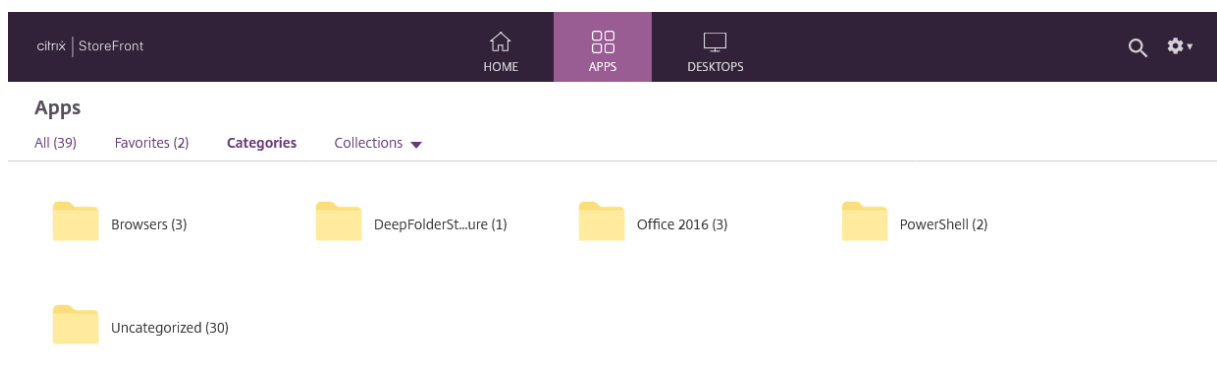 citrix | StoreFront
HOME
APPS
DESKTOPS
Apps
All (39) Favorites (2) Categories Collections
Browsers (3) DeepFolderSt...ure (1) Office 2016 (3) PowerShell (2)
Uncategorized (30)